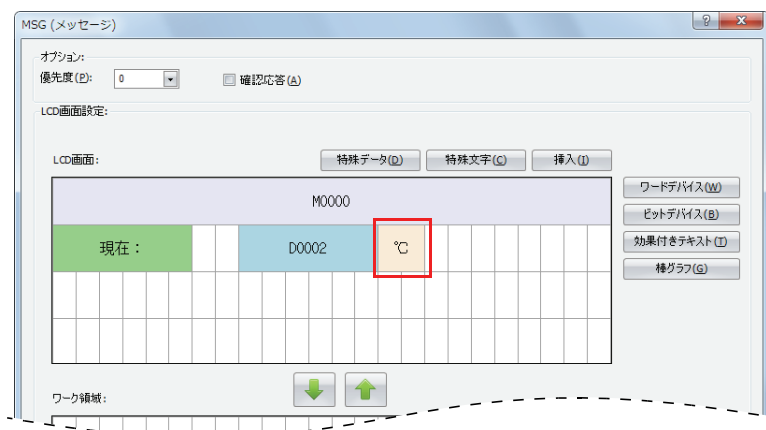 MSG (メッセージ)
オプション:
優先度(P): 0 確認応答(A)
LCD画面設定:
LCD画面: 特殊データ(D) 特殊文字(C) 挿入(I)
M0000 ワードデバイス(W)
ビットデバイス(B)
現在： D0002 ℃ 効果付きテキスト(T)
棒グラフ(G)
ワーク領域: